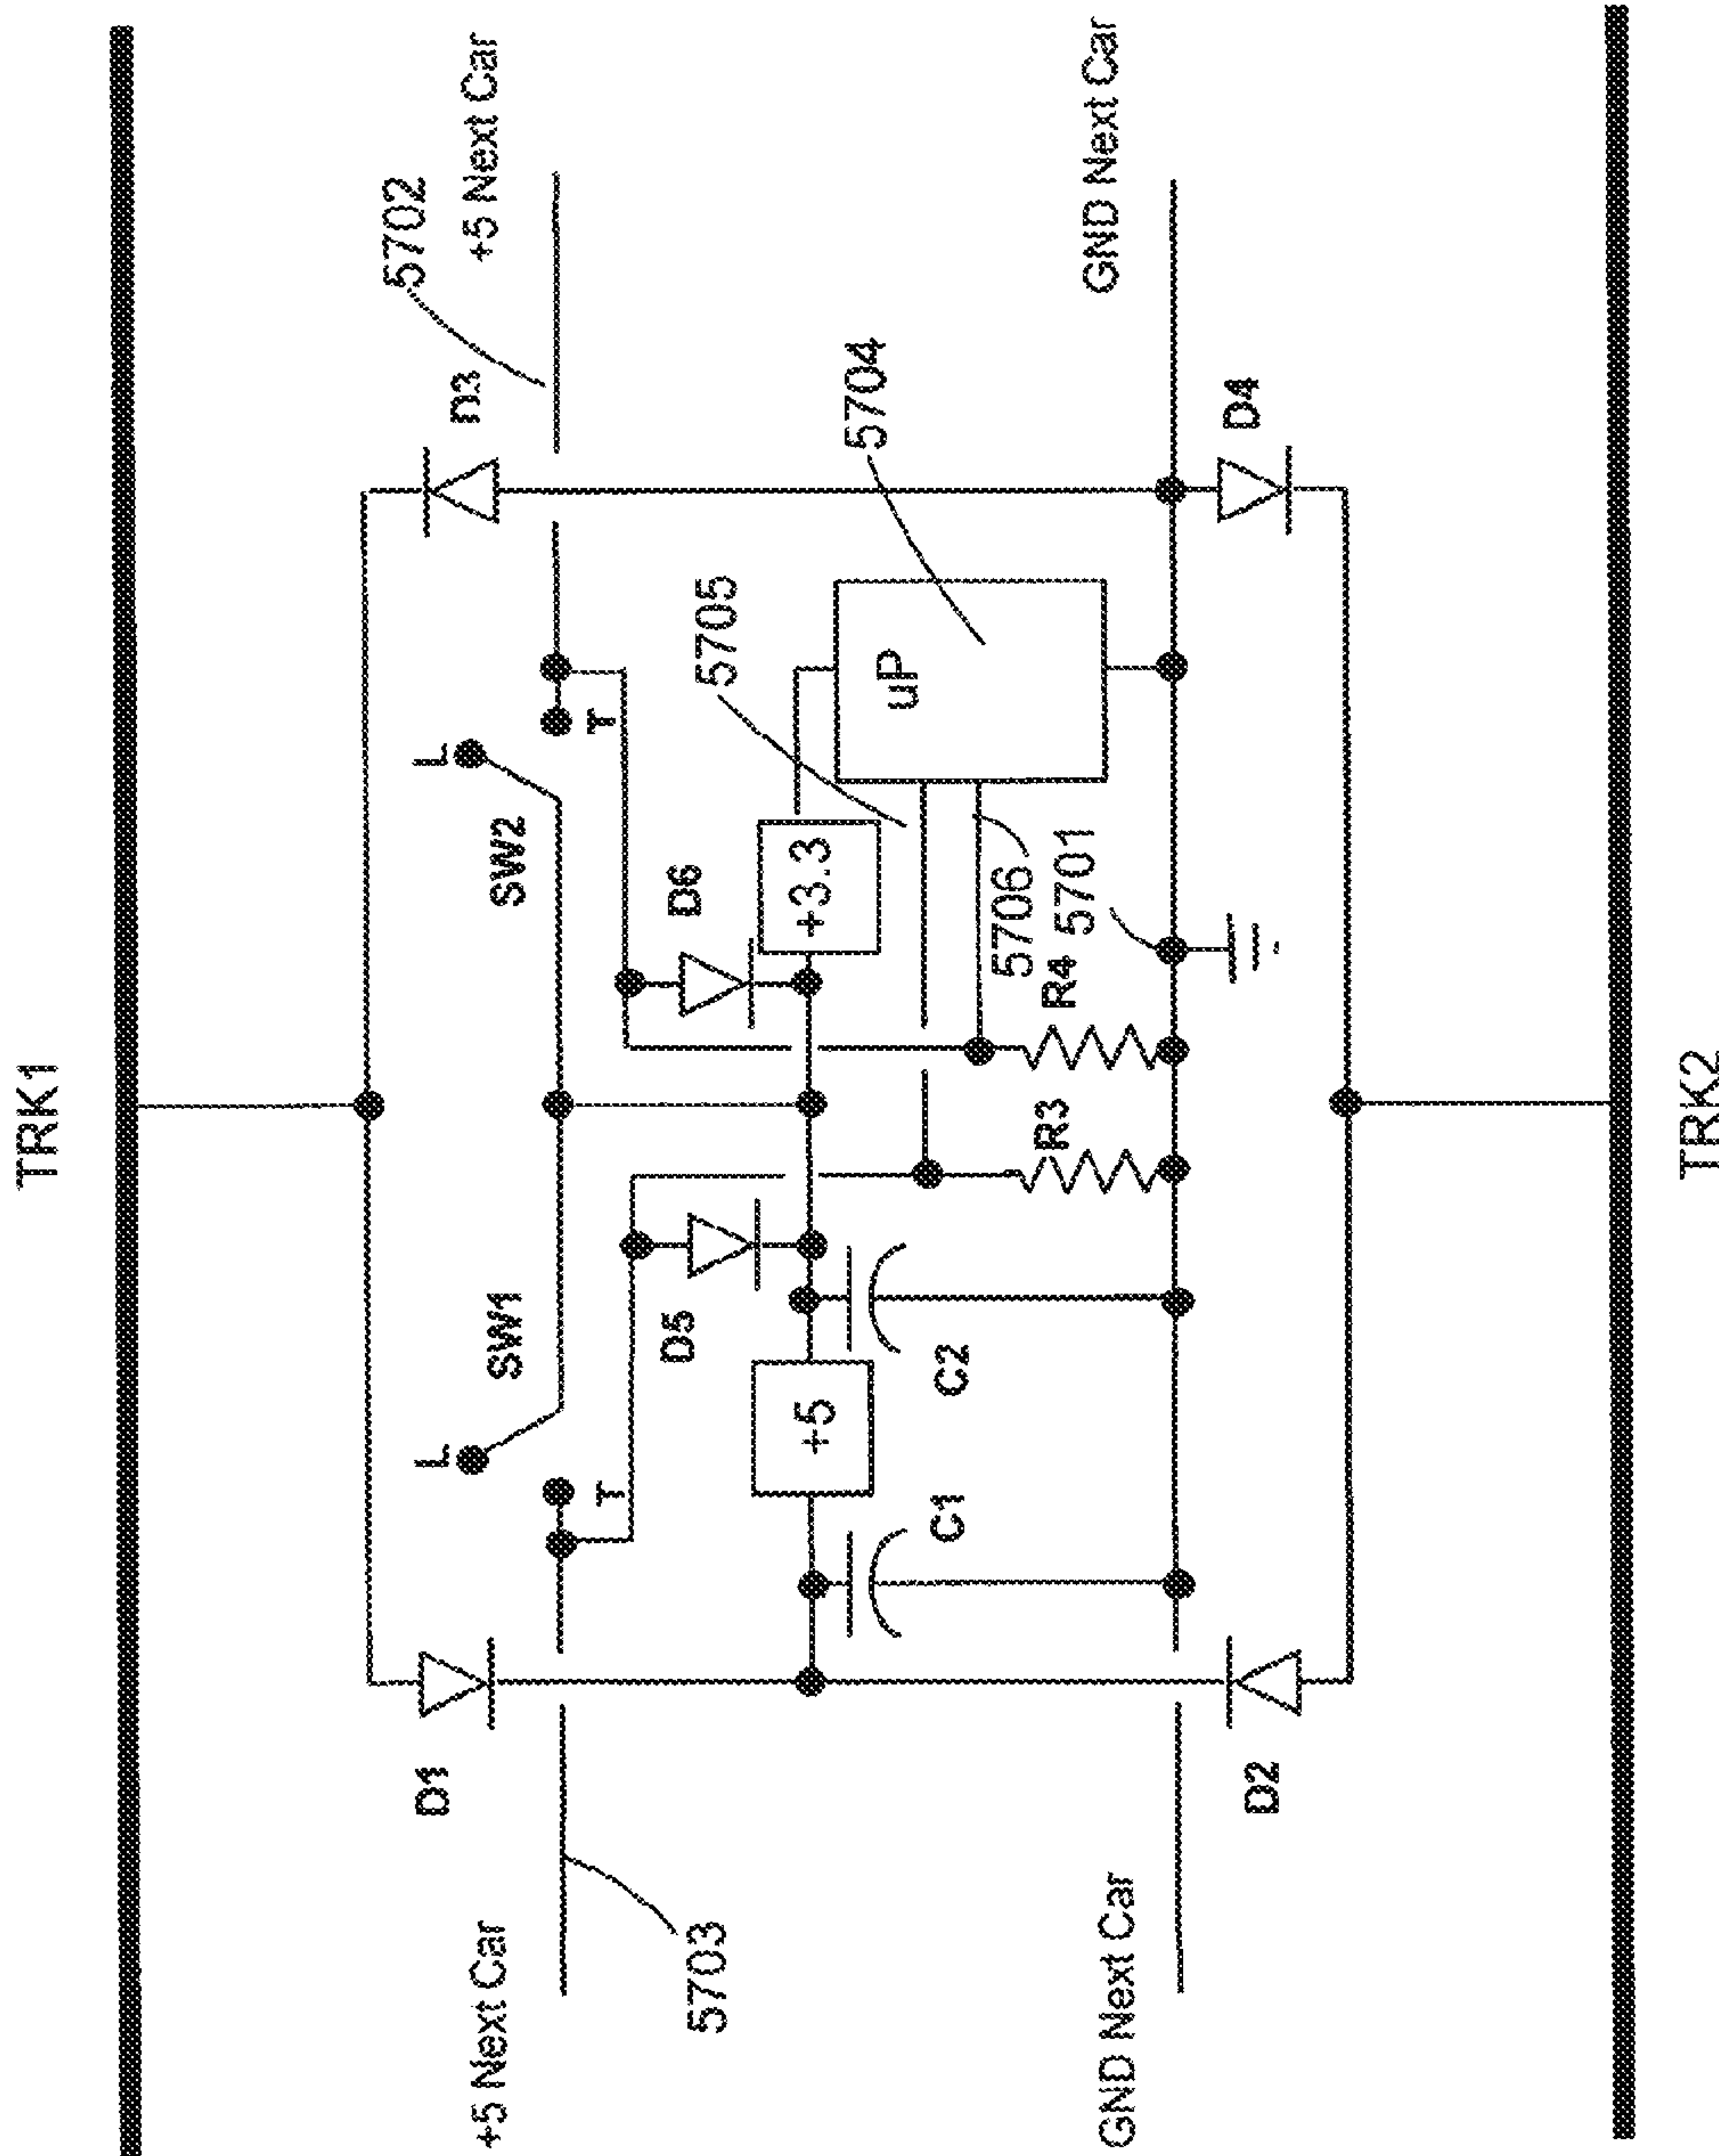 TRK1
+5 Next Car
5703
D1
L
SW1
T
D5
SW2
L
T
D6
D3
5702
+5 Next Car
+5
C1
C2
+3.3
5705
uP
5704
5706
5701
R3
R4
GND Next Car
D2
D4
GND Next Car
TRK2